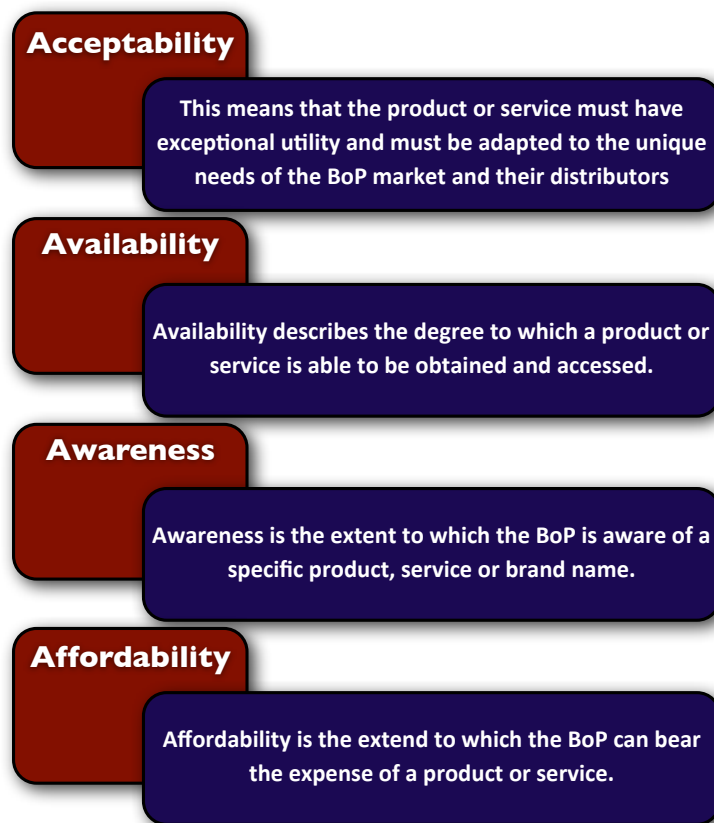 Acceptability
This means that the product or service must have
exceptional utility and must be adapted to the unique
needs of the BoP market and their distributors
Availability
Availability describes the degree to which a product or
service is able to be obtained and accessed.
Awareness
Awareness is the extent to which the BoP is aware of a
specific product, service or brand name.
Affordability
Affordability is the extend to which the BoP can bear
the expense of a product or service.